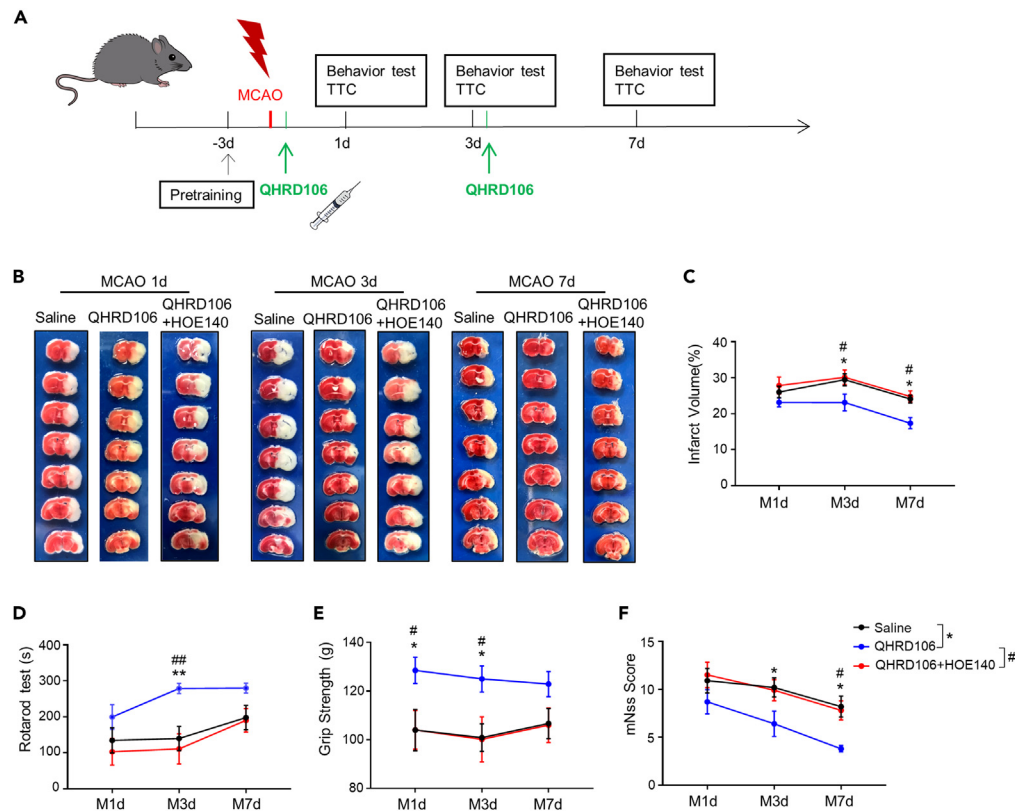 A
MCAO
Behavior test
TTC
Behavior test
TTC
Behavior test
TTC
-3d
1d
3d
7d
Pretraining
QHRD106
QHRD106
B
MCAO 1d
MCAO 3d
MCAO 7d
Saline
QHRD106
QHRD106
+HOE140
Saline
QHRD106
QHRD106
+HOE140
Saline
QHRD106
QHRD106
+HOE140
C
Infarct Volume(%)
40
30
20
10
0
#
*
#
*
M1d
M3d
M7d
D
Rotarod test (s)
400
300
200
100
0
##
**
M1d
M3d
M7d
E
Grip Strength (g)
140
120
100
80
#
*
#
*
M1d
M3d
M7d
F
mNss Score
15
10
5
0
*
#
*
M1d
M3d
M7d
Saline
QHRD106
QHRD106+HOE140
*
#